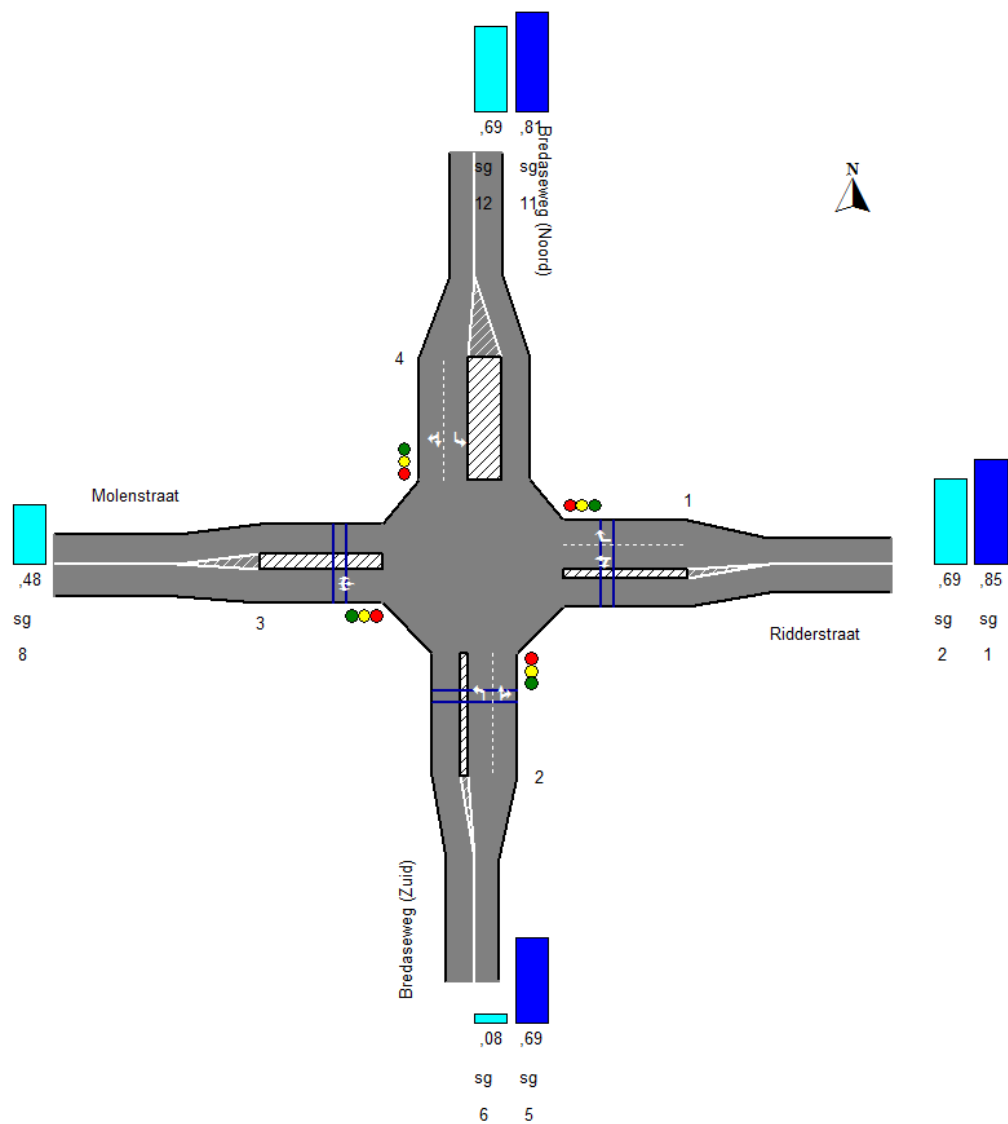 ,69 ,81
sg sg
12 11
Bredaseweg (Noord)
N
4
Molenstraat
1
,48
sg
8
3
,69 ,85
sg sg
2 1
Ridderstraat
2
Bredaseweg (Zuid)
,08 ,69
sg sg
6 5